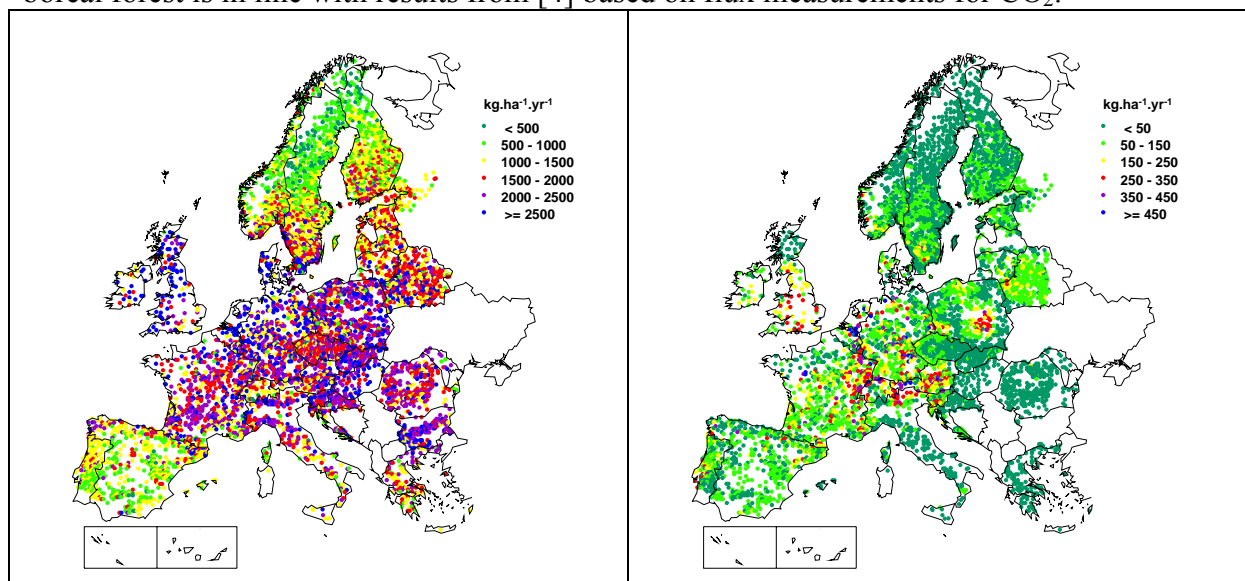 boreal forest is in line with results from [4] based on flux measurements for CO₂.
kg.ha⁻¹.yr⁻¹
< 500
500 - 1000
1000 - 1500
1500 - 2000
2000 - 2500
>= 2500
kg.ha⁻¹.yr⁻¹
< 50
50 - 150
150 - 250
250 - 350
350 - 450
>= 450